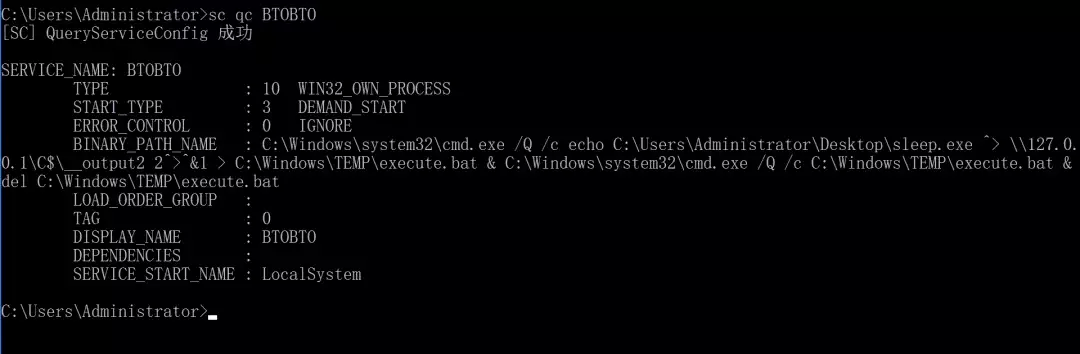 C:\Users\Administrator>sc qc BTOBTO
[SC] QueryServiceConfig 成功
SERVICE_NAME: BTOBTO
TYPE : 10 WIN32_OWN_PROCESS
START_TYPE : 3 DEMAND_START
ERROR_CONTROL : 0 IGNORE
BINARY_PATH_NAME : C:\Windows\system32\cmd.exe /Q /c echo C:\Users\Administrator\Desktop\sleep.exe ^> \\127.0.
0.1\C$\__output2 2^>^&1 > C:\Windows\TEMP\execute.bat & C:\Windows\system32\cmd.exe /Q /c C:\Windows\TEMP\execute.bat &
del C:\Windows\TEMP\execute.bat
LOAD_ORDER_GROUP :
TAG : 0
DISPLAY_NAME : BTOBTO
DEPENDENCIES :
SERVICE_START_NAME : LocalSystem
C:\Users\Administrator>